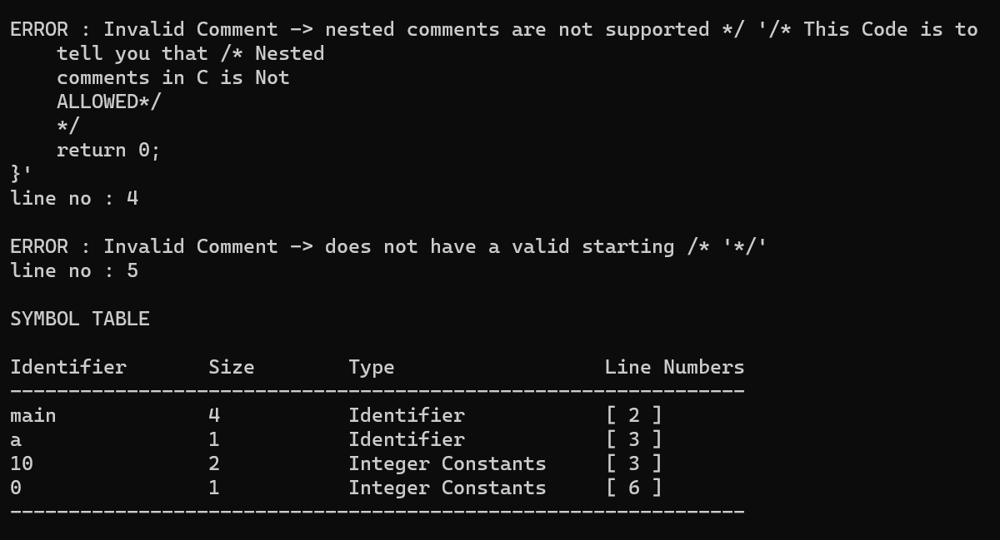 ERROR : Invalid Comment -> nested comments are not supported */ '/* This Code is to
    tell you that /* Nested
    comments in C is Not
    ALLOWED*/
    */
    return 0;
}'
line no : 4

ERROR : Invalid Comment -> does not have a valid starting /* '*/'
line no : 5

SYMBOL TABLE

Identifier       Size        Type                  Line Numbers
---------------------------------------------------------------
main             4           Identifier            [ 2 ]
a                1           Identifier            [ 3 ]
10               2           Integer Constants     [ 3 ]
0                1           Integer Constants     [ 6 ]
---------------------------------------------------------------